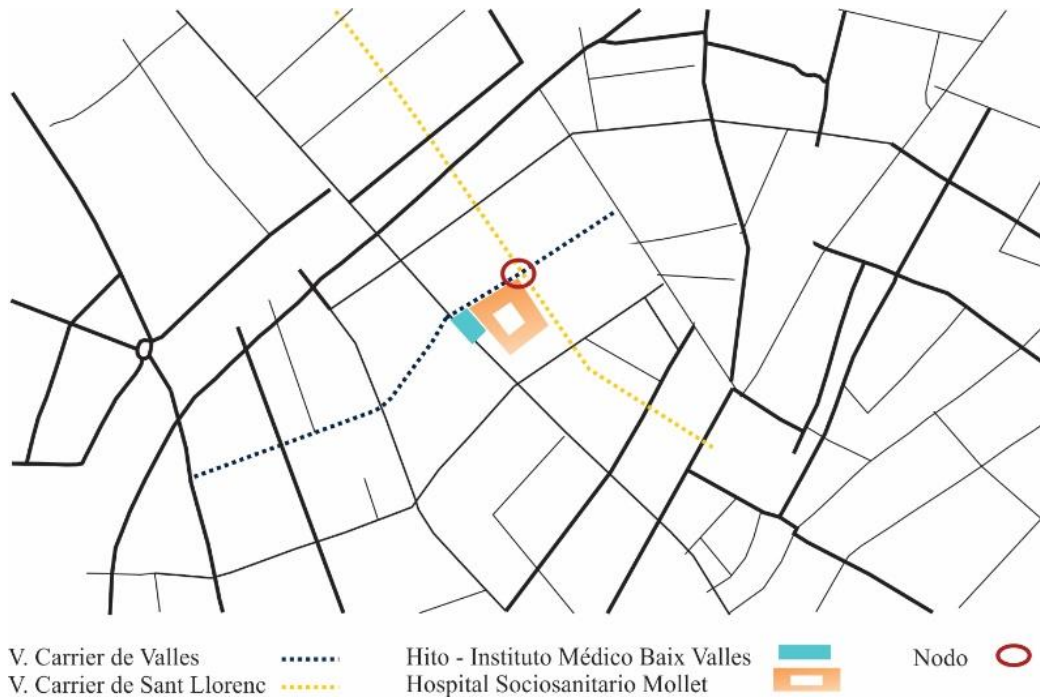 V. Carrier de Valles
Hito - Instituto Médico Baix Valles
Nodo
V. Carrier de Sant Llorenc
Hospital Sociosanitario Mollet